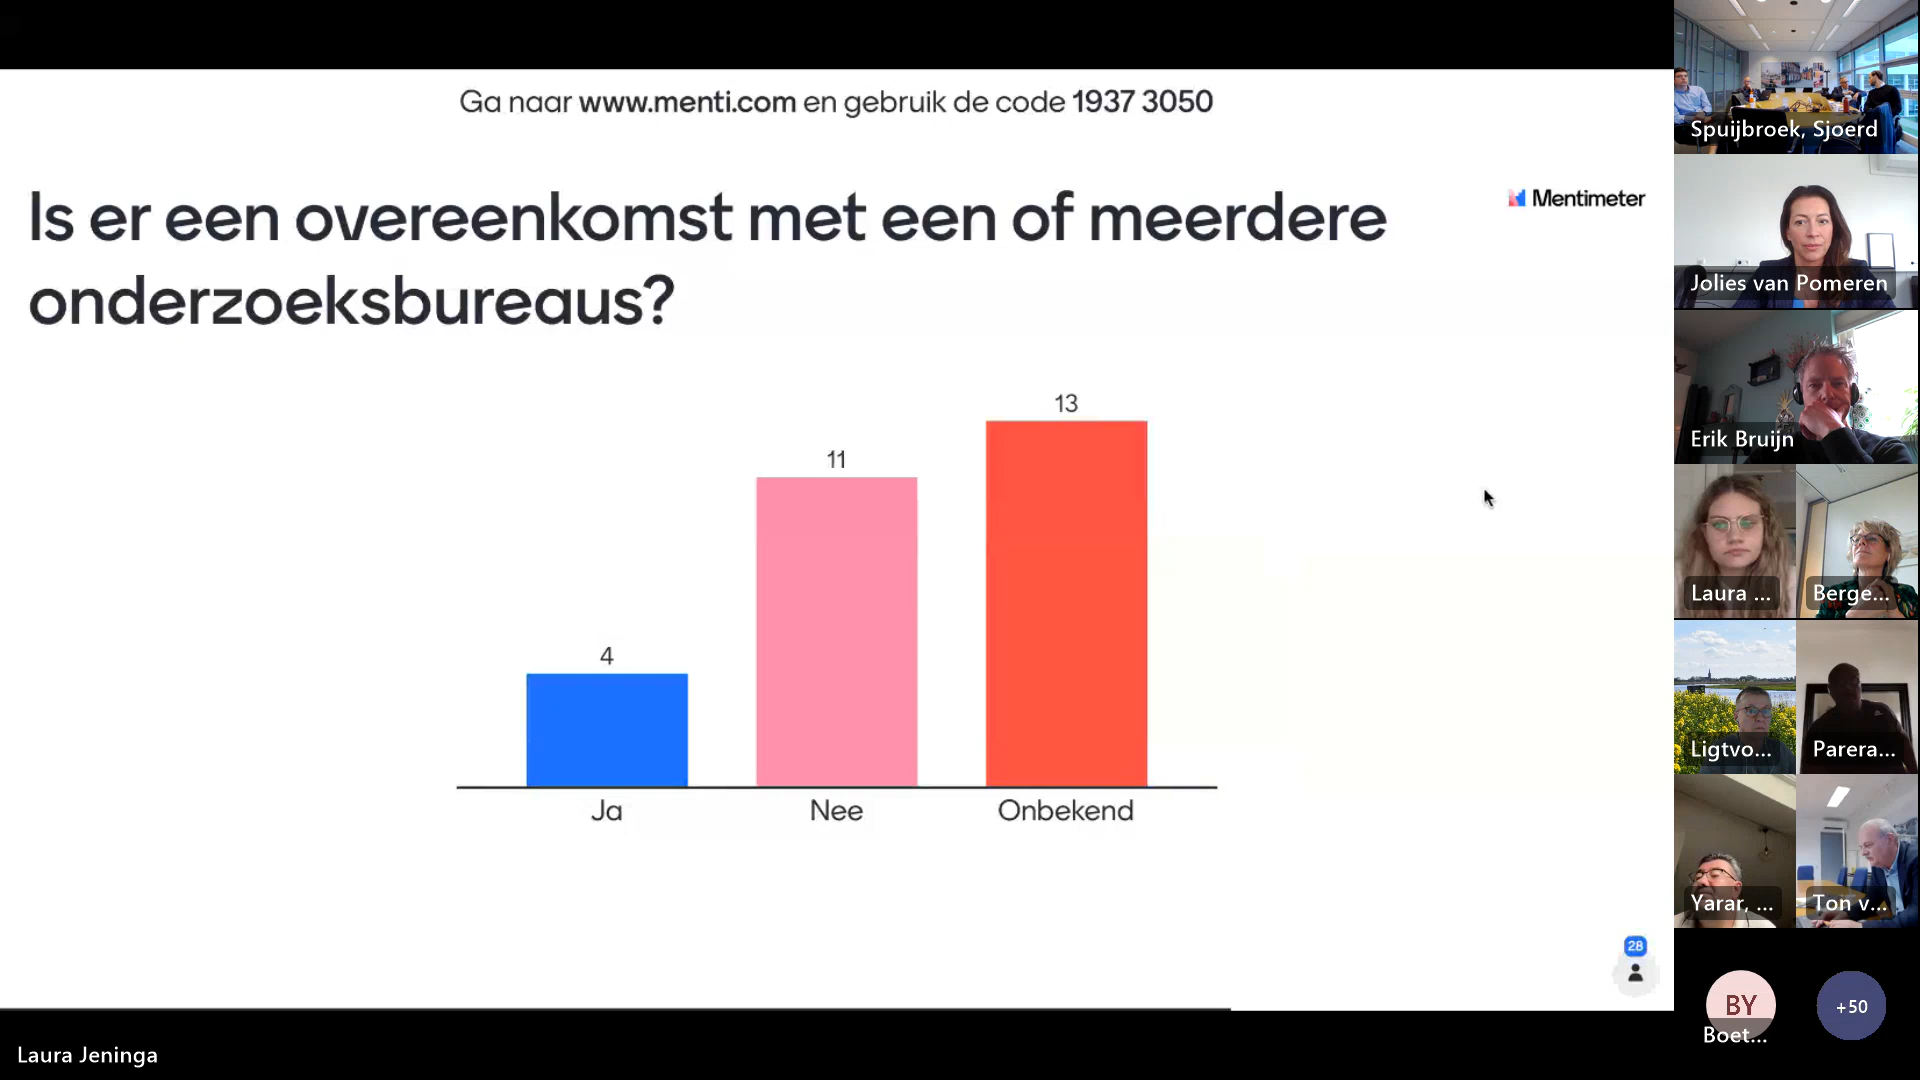 Ga naar www.menti.com en gebruik de code 1937 3050
Is er een overeenkomst met een of meerdere
onderzoeksbureaus?
Mentimeter
13
11
4
Ja
Nee
Onbekend
28
Laura Jeninga
Spuijbroek, Sjoerd
Jolies van Pomeren
Erik Bruijn
Laura ...
Berge...
Ligtvo...
Parera...
Yarar, ...
Ton v...
BY
Boet...
+50